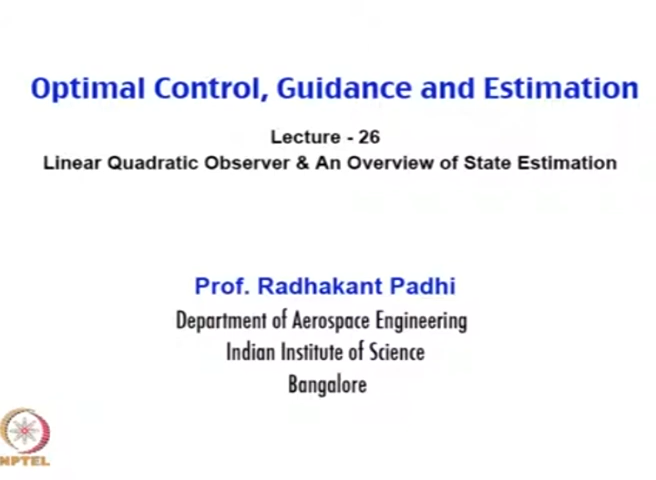 Optimal Control, Guidance and Estimation
Lecture - 26
Linear Quadratic Observer & An Overview of State Estimation
Prof. Radhakant Padhi
Department of Aerospace Engineering
Indian Institute of Science
Bangalore
NPTEL